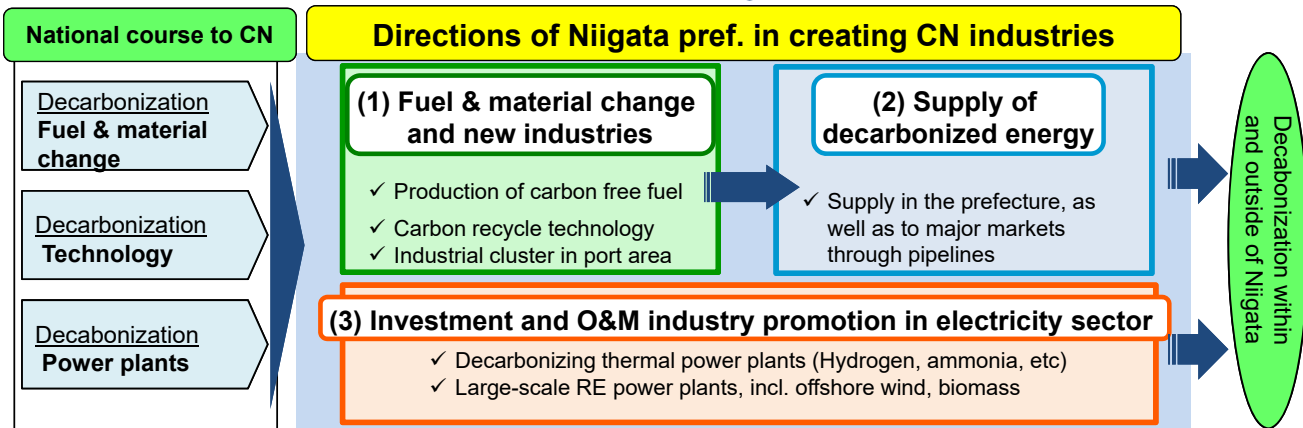 National course to CN
Decarbonization
Fuel & material
change
Decarbonization
Technology
Decabonization
Power plants
Directions of Niigata pref. in creating CN industries
(1) Fuel & material change
and new industries
✓ Production of carbon free fuel
✓ Carbon recycle technology
✓ Industrial cluster in port area
(2) Supply of
decarbonized energy
✓ Supply in the prefecture, as
well as to major markets
through pipelines
(3) Investment and O&M industry promotion in electricity sector
✓ Decarbonizing thermal power plants (Hydrogen, ammonia, etc)
✓ Large-scale RE power plants, incl. offshore wind, biomass
Decabonization within
and outside of Niigata